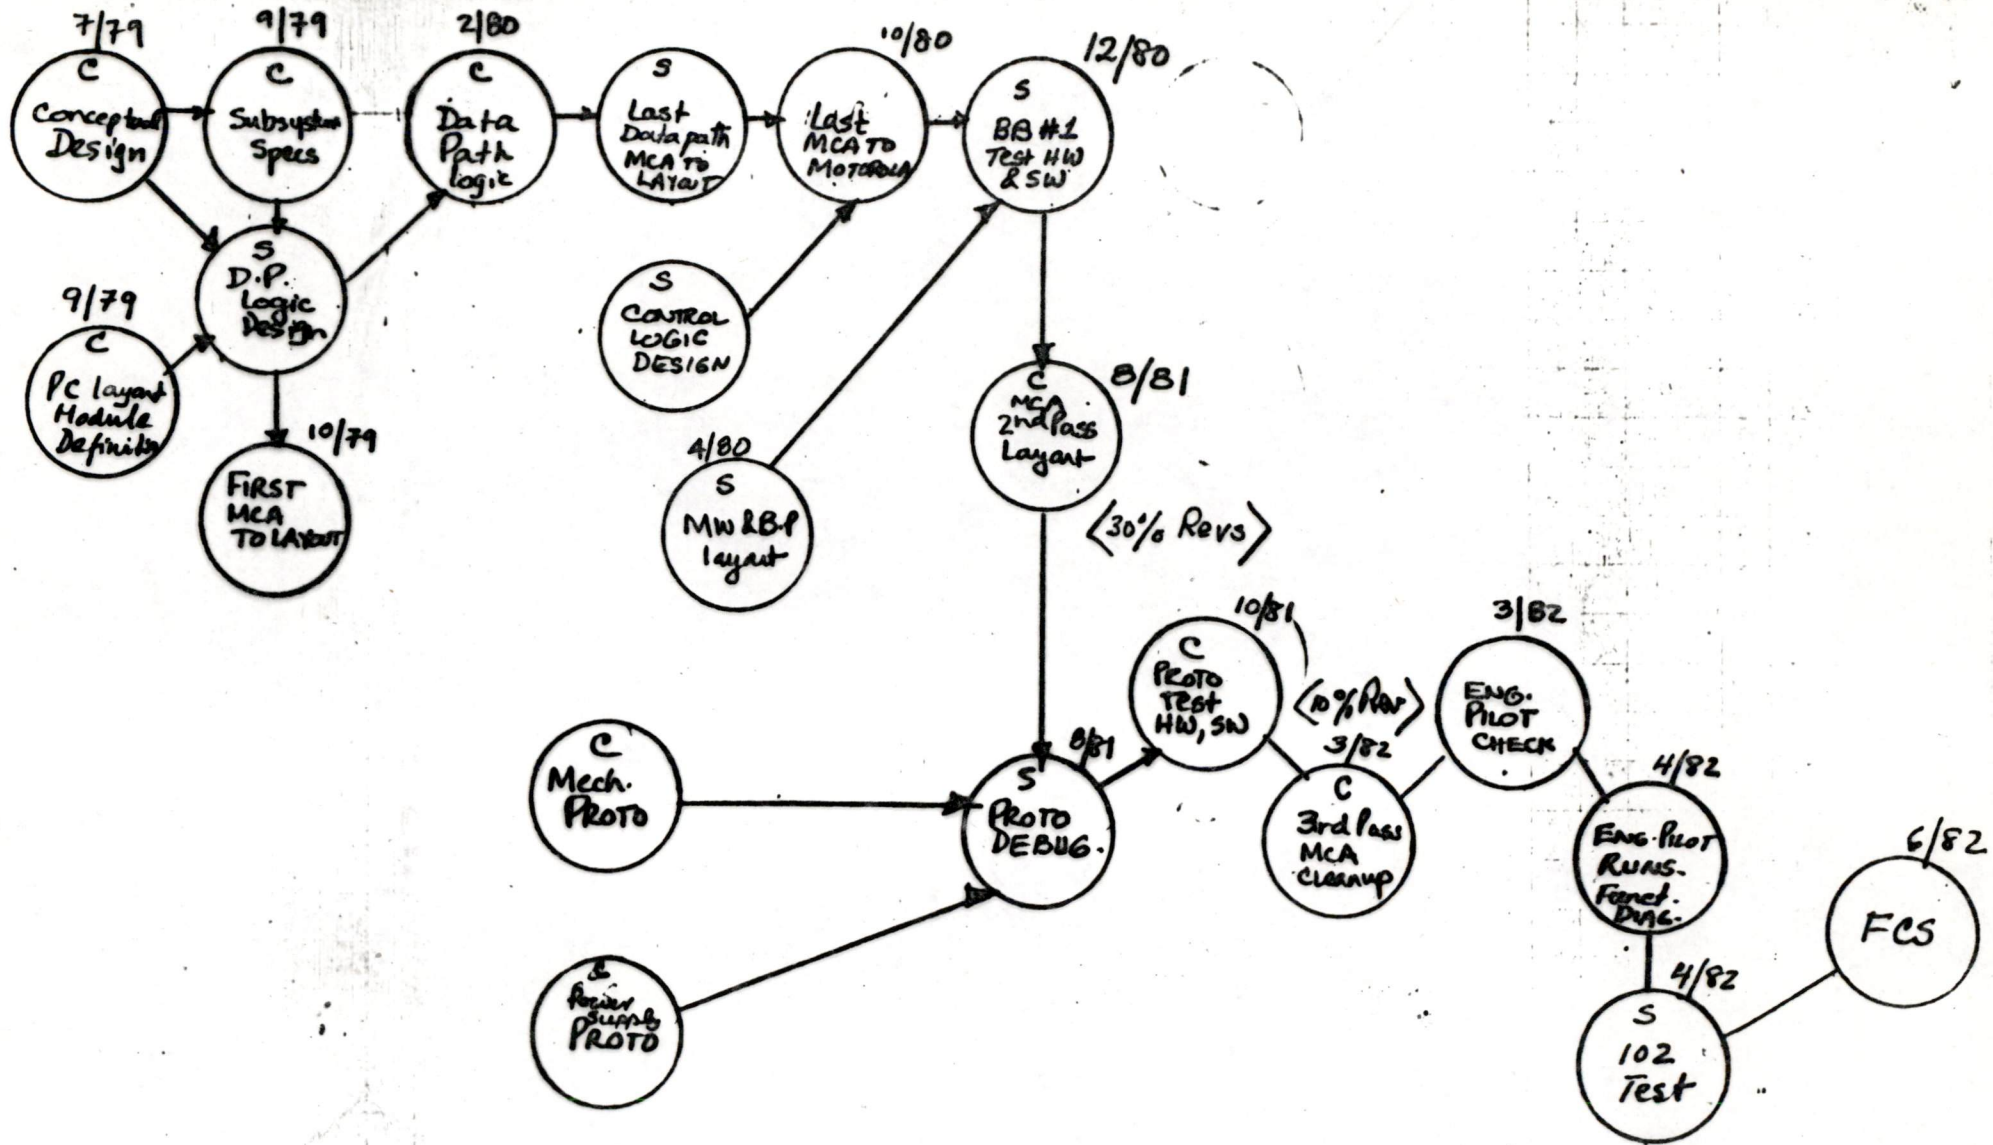 7/79
C
Conceptual
Design
9/79
C
Subsystem
Specs
2/80
C
Data
Path
Logic
S
Last
Datapath
MCA TO
LAYOUT
10/80
Last
MCA TO
MOTOROLA
12/80
S
BB #1
Test HW
& SW
S
D.P.
Logic
Design
9/79
C
PC layout
Module
Definition
10/79
FIRST
MCA
TO LAYOUT
S
CONTROL
LOGIC
DESIGN
4/80
S
MW & B.P
layout
8/81
C
MCA
2nd Pass
Layout
<30% Revs>
C
Mech.
PROTO
Power
supply
PROTO
8/81
S
PROTO
DEBUG.
10/81
C
PROTO
Test
HW, SW
<10% Rev>
3/82
C
3rd Pass
MCA
Cleanup
3/82
ENG.
PILOT
CHECK
4/82
ENG. PILOT
RUNS.
Funct.
DIAG.
4/82
S
102
Test
6/82
FCS